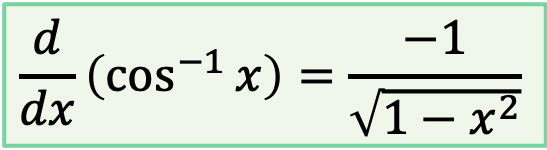 d/dx (cos⁻¹ x) = −1/√(1 − x²)